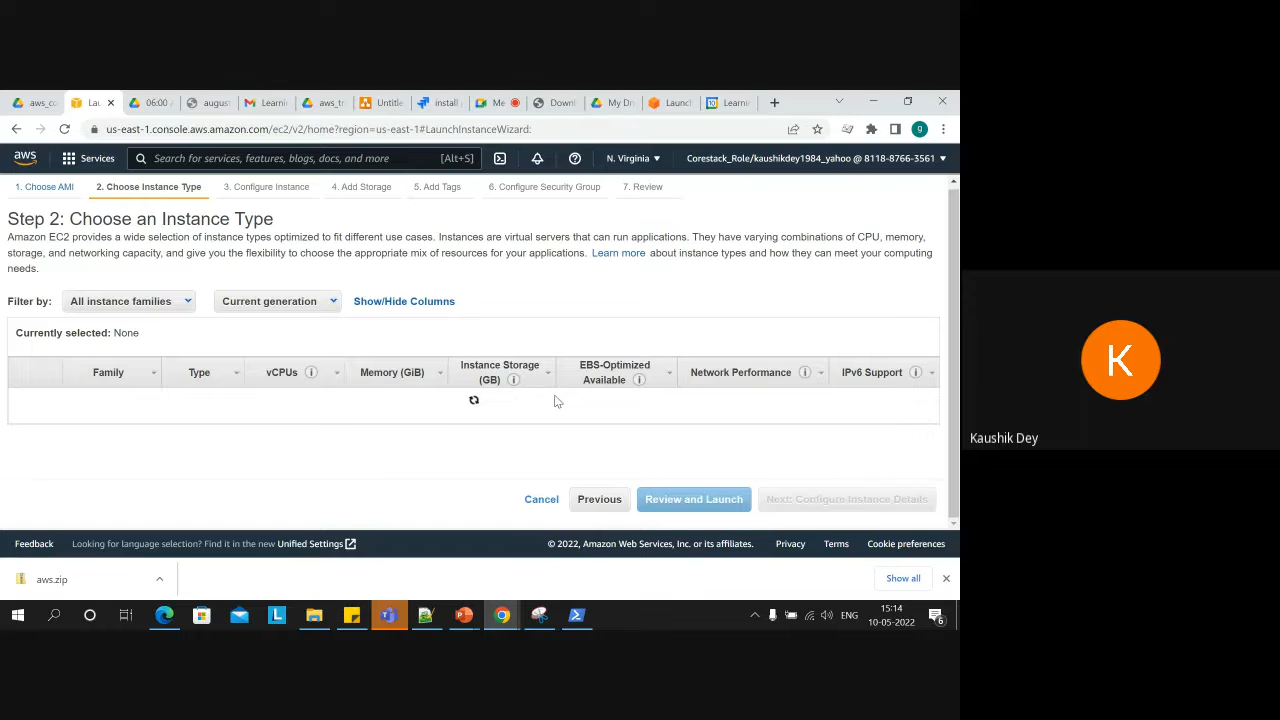 aws_co
Lau
06:00
augus
Learnin
aws_tr
Untitle
install
Me
Downl
My Dr
Launch
Learnin
us-east-1.console.aws.amazon.com/ec2/v2/home?region=us-east-1#LaunchInstanceWizard:
g
aws
Services
Search for services, features, blogs, docs, and more
[Alt+S]
N. Virginia
Corestack_Role/kaushikdey1984_yahoo @ 8118-8766-3561
1. Choose AMI
2. Choose Instance Type
3. Configure Instance
4. Add Storage
5. Add Tags
6. Configure Security Group
7. Review
Step 2: Choose an Instance Type
Amazon EC2 provides a wide selection of instance types optimized to fit different use cases. Instances are virtual servers that can run applications. They have varying combinations of CPU, memory,
storage, and networking capacity, and give you the flexibility to choose the appropriate mix of resources for your applications. Learn more about instance types and how they can meet your computing
needs.
Filter by:
All instance families
Current generation
Show/Hide Columns
Currently selected: None
Family
Type
vCPUs
Memory (GiB)
Instance Storage
(GB)
EBS-Optimized
Available
Network Performance
IPv6 Support
Cancel
Previous
Review and Launch
Next: Configure Instance Details
K
Kaushik Dey
Feedback
Looking for language selection? Find it in the new Unified Settings
© 2022, Amazon Web Services, Inc. or its affiliates.
Privacy
Terms
Cookie preferences
aws.zip
Show all
L
ENG
15:14
10-05-2022
6